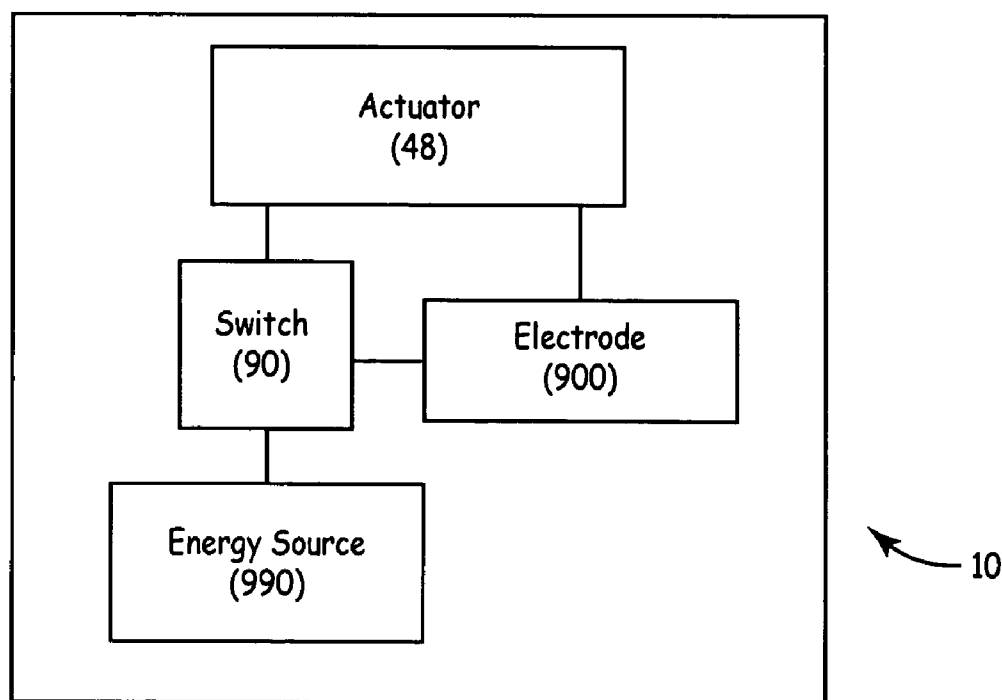 Actuator
(48)
Switch
(90)
Electrode
(900)
Energy Source
(990)
10